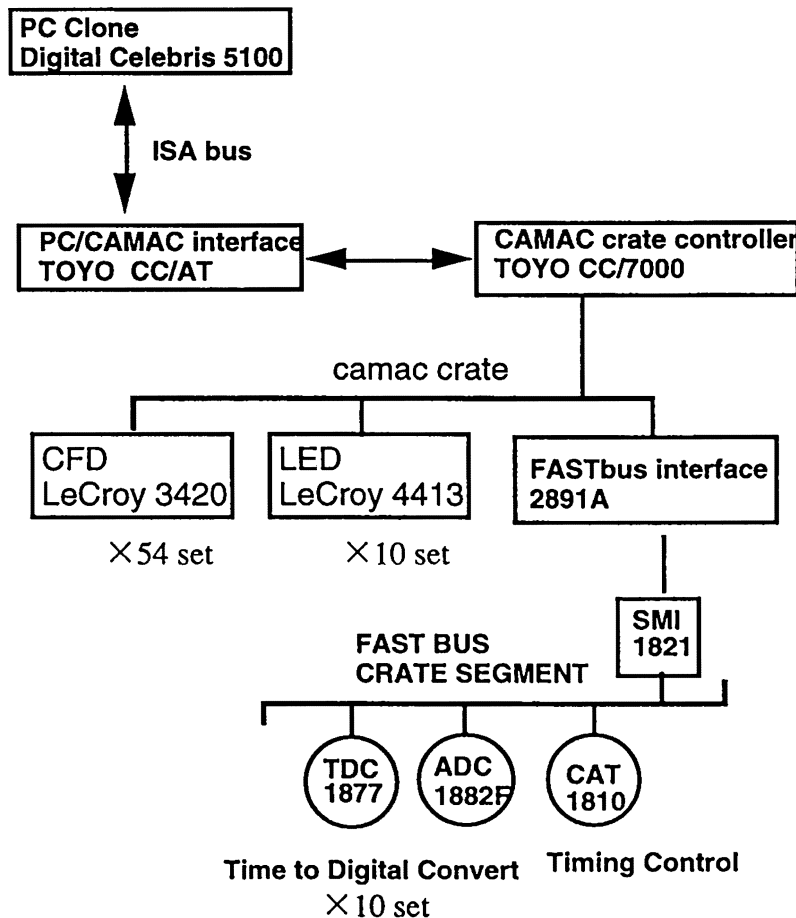 PC Clone
Digital Celebris 5100
ISA bus
PC/CAMAC interface
TOYO CC/AT
CAMAC crate controller
TOYO CC/7000
camac crate
CFD
LeCroy 3420
LED
LeCroy 4413
FASTbus interface
2891A
×54 set
×10 set
SMI
1821
FAST BUS
CRATE SEGMENT
TDC
1877
ADC
1882F
CAT
1810
Time to Digital Convert
Timing Control
×10 set